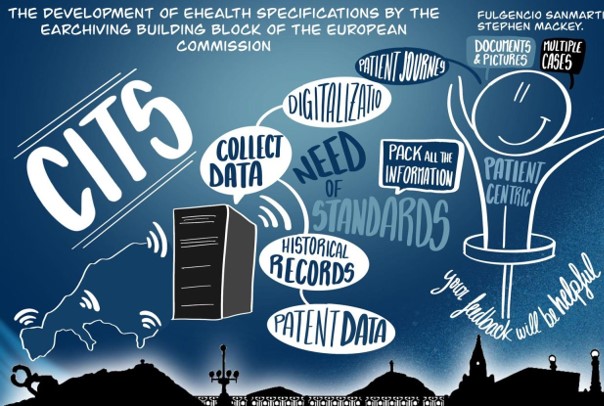 THE DEVELOPMENT OF EHEALTH SPECIFICATIONS BY THE
EARCHIVING BUILDING BLOCK OF THE EUROPEAN
COMMISSION
FULGENCIO SANMARTI
STEPHEN MACKEY.
DOCUMENTS
& PICTURES
MULTIPLE
CASES
PATIENT JOURNEY
DIGITALIZATIO
CITS
COLLECT
DATA
NEED
OF
STANDARDS
PACK ALL THE
INFORMATION
PATIENT
CENTRIC
HISTORICAL
RECORDS
PATENT DATA
your feedback will be helpful